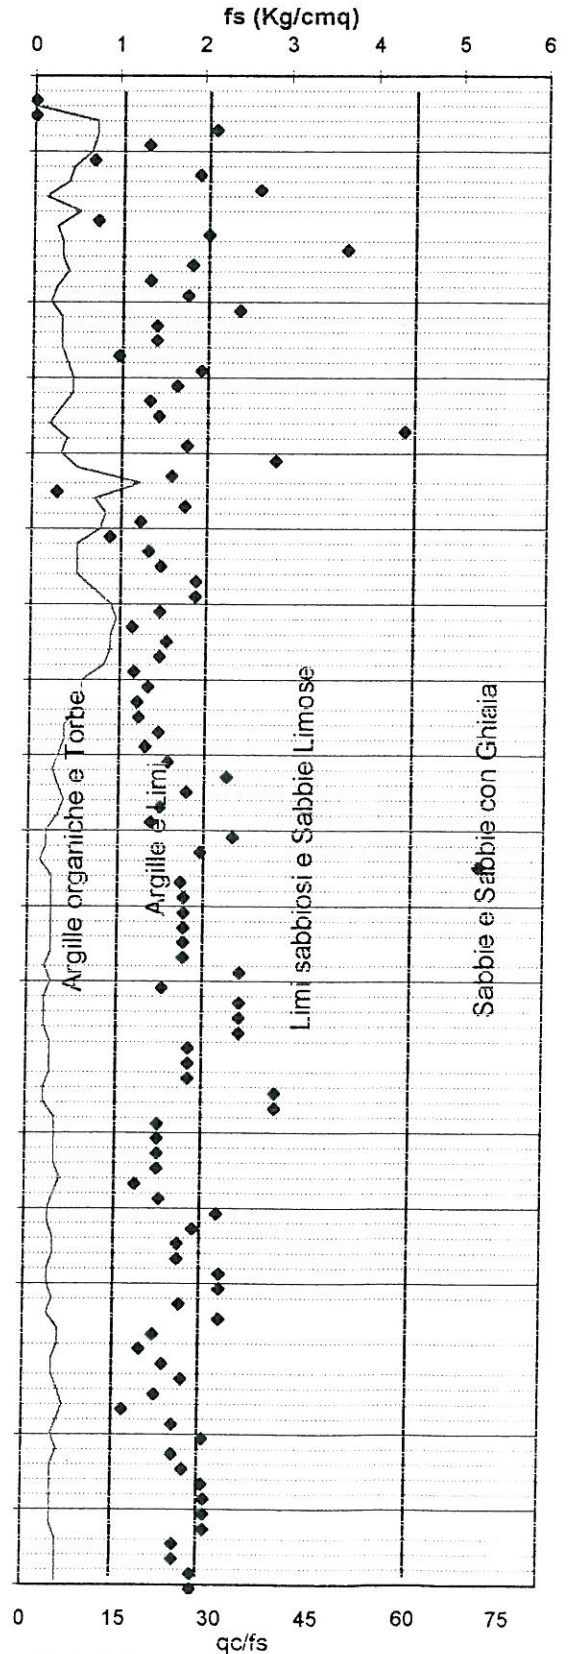 fs (Kg/cmq)
0 1 2 3 4 5 6
Argille organiche e Torbe
Argille e Limi
Limi sabbiosi e Sabbie Limose
Sabbie e Sabbie con Ghiaia
0 15 30 45 60 75
qc/fs